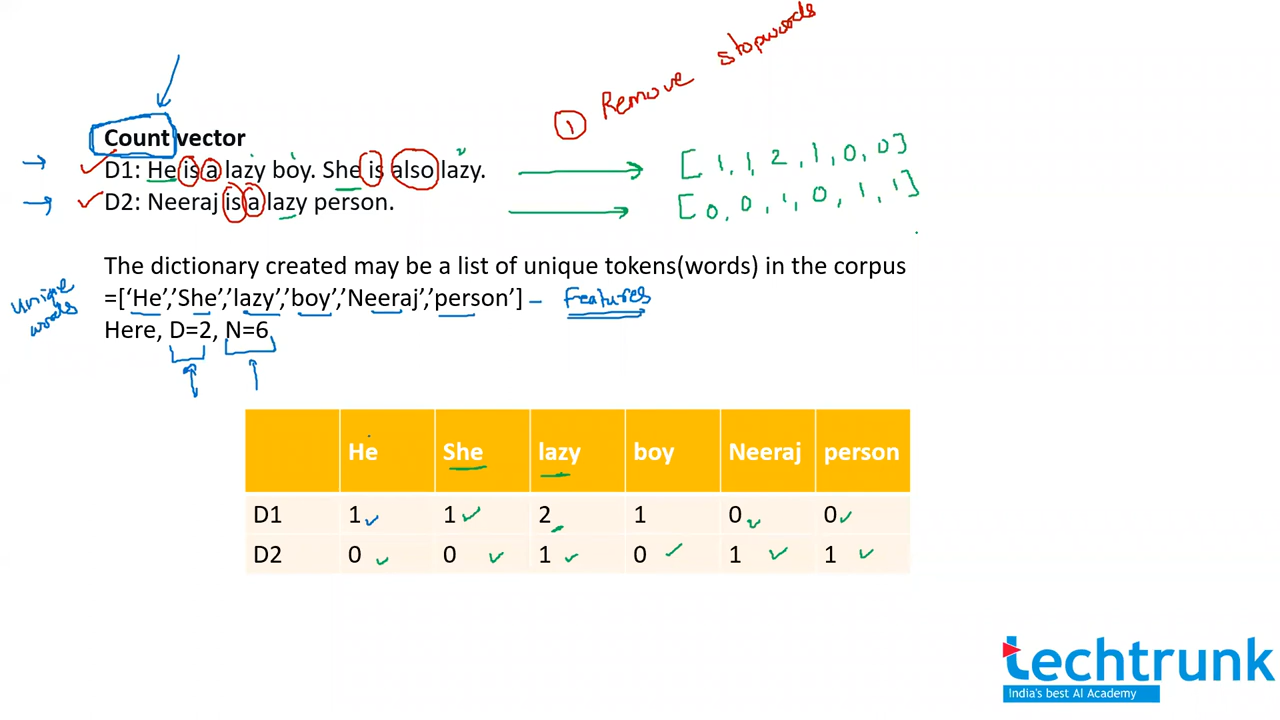 ① Remove stopwords
Count vector
D1: He is a lazy boy. She is also lazy.
[1, 1, 2, 1, 0, 0]
D2: Neeraj is a lazy person.
[0, 0, 1, 0, 1, 1]
The dictionary created may be a list of unique tokens(words) in the corpus
unique words
=[‘He’,’She’,’lazy’,’boy’,’Neeraj’,’person’] – Features
Here, D=2, N=6
He She lazy boy Neeraj person
D1 1 1 2 1 0 0
D2 0 0 1 0 1 1
techtrunk
India's best AI Academy